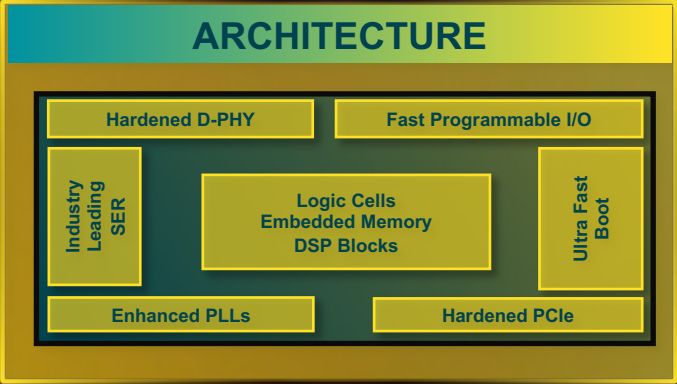 ARCHITECTURE
Hardened D-PHY
Fast Programmable I/O
Industry
Leading
SER
Logic Cells
Embedded Memory
DSP Blocks
Ultra Fast
Boot
Enhanced PLLs
Hardened PCIe